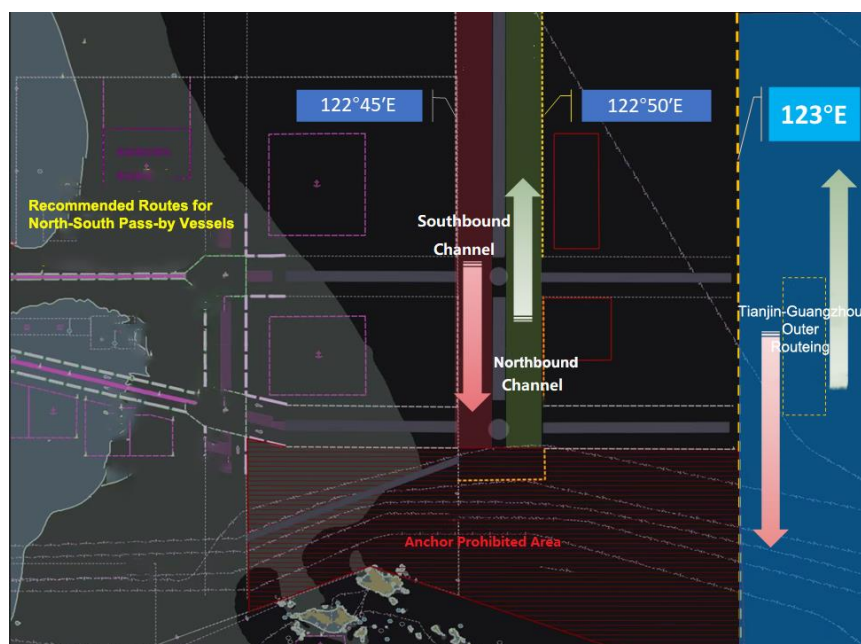 122°45′E
122°50′E
123°E
Recommended Routes for
North-South Pass-by Vessels
Southbound
Channel
Northbound
Channel
Tianjin-Guangzhou
Outer
Routeing
Anchor Prohibited Area